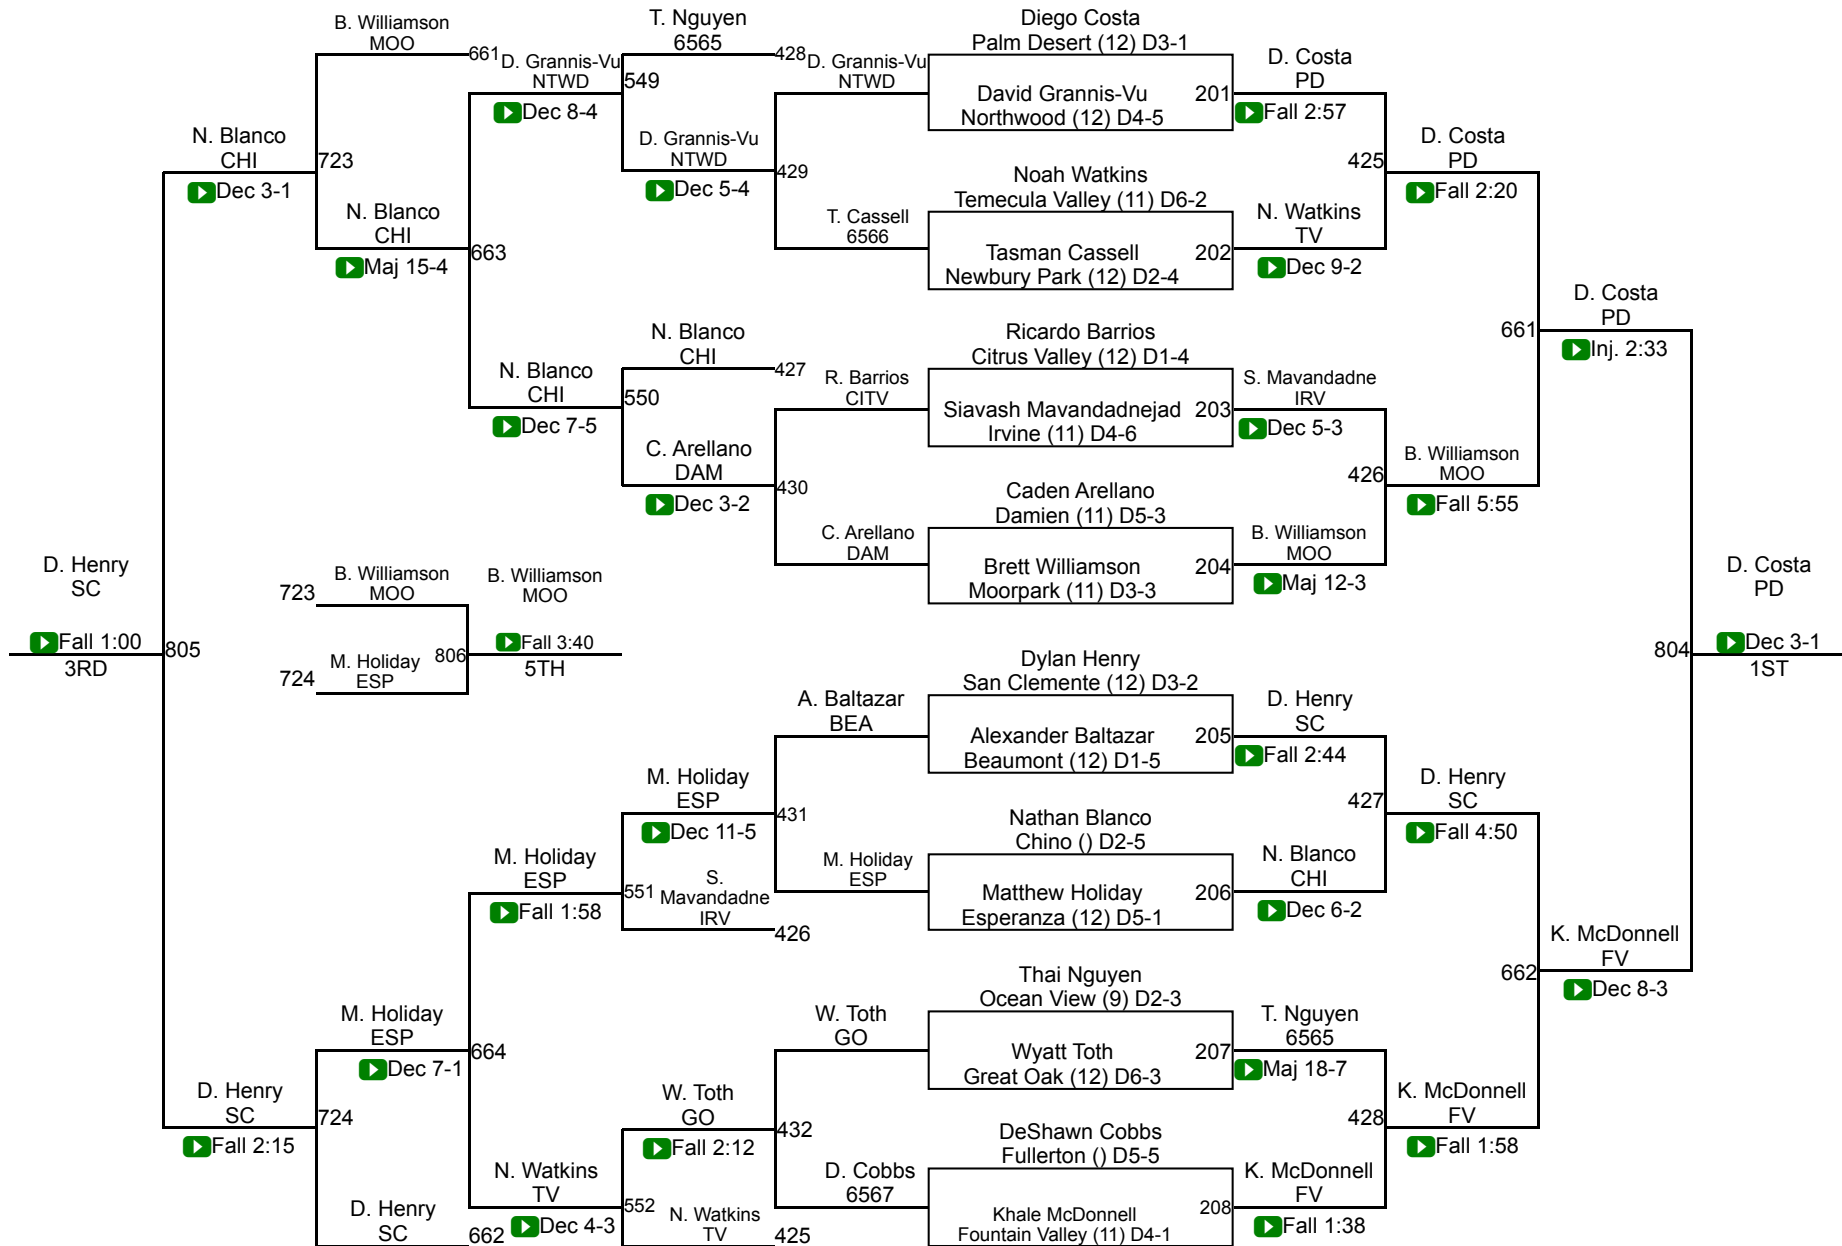 B. Williamson
MOO
661
D. Grannis-Vu
NTWD
Dec 8-4
T. Nguyen
6565
428
549
D. Grannis-Vu
NTWD
Dec 5-4
D. Grannis-Vu
NTWD
429
T. Cassell
6566
Diego Costa
Palm Desert (12) D3-1
David Grannis-Vu
Northwood (12) D4-5
201
D. Costa
PD
Fall 2:57
Noah Watkins
Temecula Valley (11) D6-2
Tasman Cassell
Newbury Park (12) D2-4
202
N. Watkins
TV
Dec 9-2
425
D. Costa
PD
Fall 2:20
N. Blanco
CHI
Dec 3-1
723
N. Blanco
CHI
Maj 15-4
663
N. Blanco
CHI
Dec 7-5
N. Blanco
CHI
427
550
C. Arellano
DAM
Dec 3-2
R. Barrios
CITV
430
C. Arellano
DAM
Ricardo Barrios
Citrus Valley (12) D1-4
Siavash Mavandadnejad
Irvine (11) D4-6
203
S. Mavandadne
IRV
Dec 5-3
Caden Arellano
Damien (11) D5-3
Brett Williamson
Moorpark (11) D3-3
204
B. Williamson
MOO
Maj 12-3
426
B. Williamson
MOO
Fall 5:55
661
D. Costa
PD
Inj. 2:33
D. Henry
SC
Fall 1:00
3RD
805
723
B. Williamson
MOO
724
M. Holiday
ESP
806
B. Williamson
MOO
Fall 3:40
5TH
804
D. Costa
PD
Dec 3-1
1ST
A. Baltazar
BEA
Dylan Henry
San Clemente (12) D3-2
Alexander Baltazar
Beaumont (12) D1-5
205
D. Henry
SC
Fall 2:44
M. Holiday
ESP
Dec 11-5
431
M. Holiday
ESP
Nathan Blanco
Chino () D2-5
Matthew Holiday
Esperanza (12) D5-1
206
N. Blanco
CHI
Dec 6-2
427
D. Henry
SC
Fall 4:50
M. Holiday
ESP
Fall 1:58
551
S.
Mavandadne
IRV
426
K. McDonnell
FV
Dec 8-3
662
M. Holiday
ESP
Dec 7-1
664
W. Toth
GO
Thai Nguyen
Ocean View (9) D2-3
Wyatt Toth
Great Oak (12) D6-3
207
T. Nguyen
6565
Maj 18-7
D. Henry
SC
Fall 2:15
724
W. Toth
GO
Fall 2:12
432
D. Cobbs
6567
DeShawn Cobbs
Fullerton () D5-5
Khale McDonnell
Fountain Valley (11) D4-1
208
K. McDonnell
FV
Fall 1:38
428
K. McDonnell
FV
Fall 1:58
D. Henry
SC
662
N. Watkins
TV
Dec 4-3
552
N. Watkins
TV
425